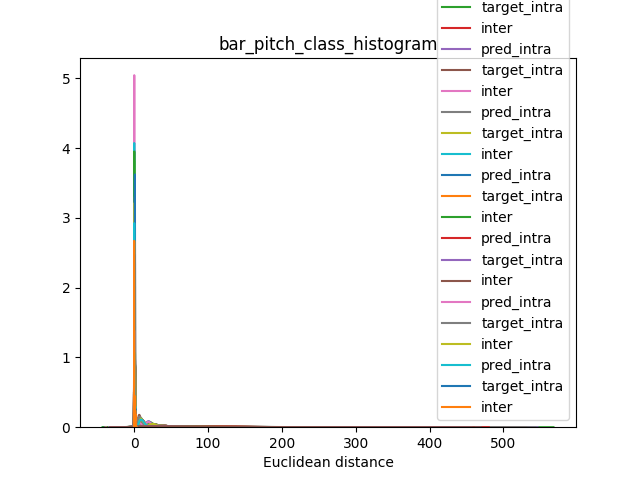 target_intra
inter
bar_pitch_class_histogram
pred_intra
target_intra
inter
pred_intra
target_intra
inter
pred_intra
target_intra
inter
pred_intra
target_intra
inter
pred_intra
target_intra
inter
pred_intra
target_intra
inter
5
4
3
2
1
0
0
100
200
300
400
500
Euclidean distance